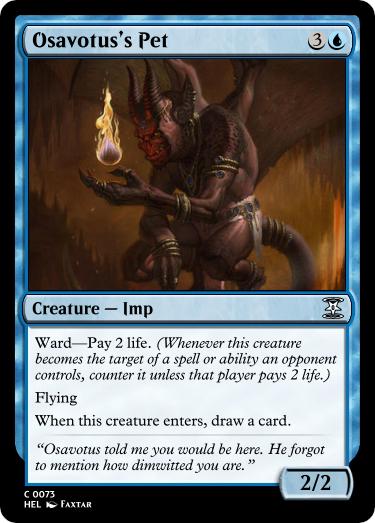 Osavotus's Pet 3
Creature — Imp
Ward—Pay 2 life. (Whenever this creature
becomes the target of a spell or ability an opponent
controls, counter it unless that player pays 2 life.)
Flying
When this creature enters, draw a card.
“Osavotus told me you would be here. He forgot
to mention how dimwitted you are.”
2/2
C 0073
HEL Faxtar